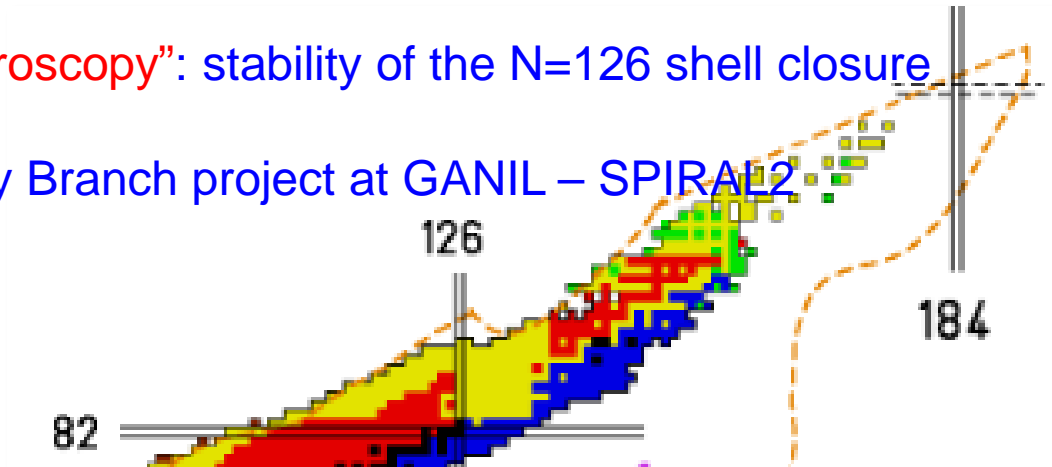 roscopy”: stability of the N=126 shell closure
y Branch project at GANIL – SPIRAL2
126
184
82